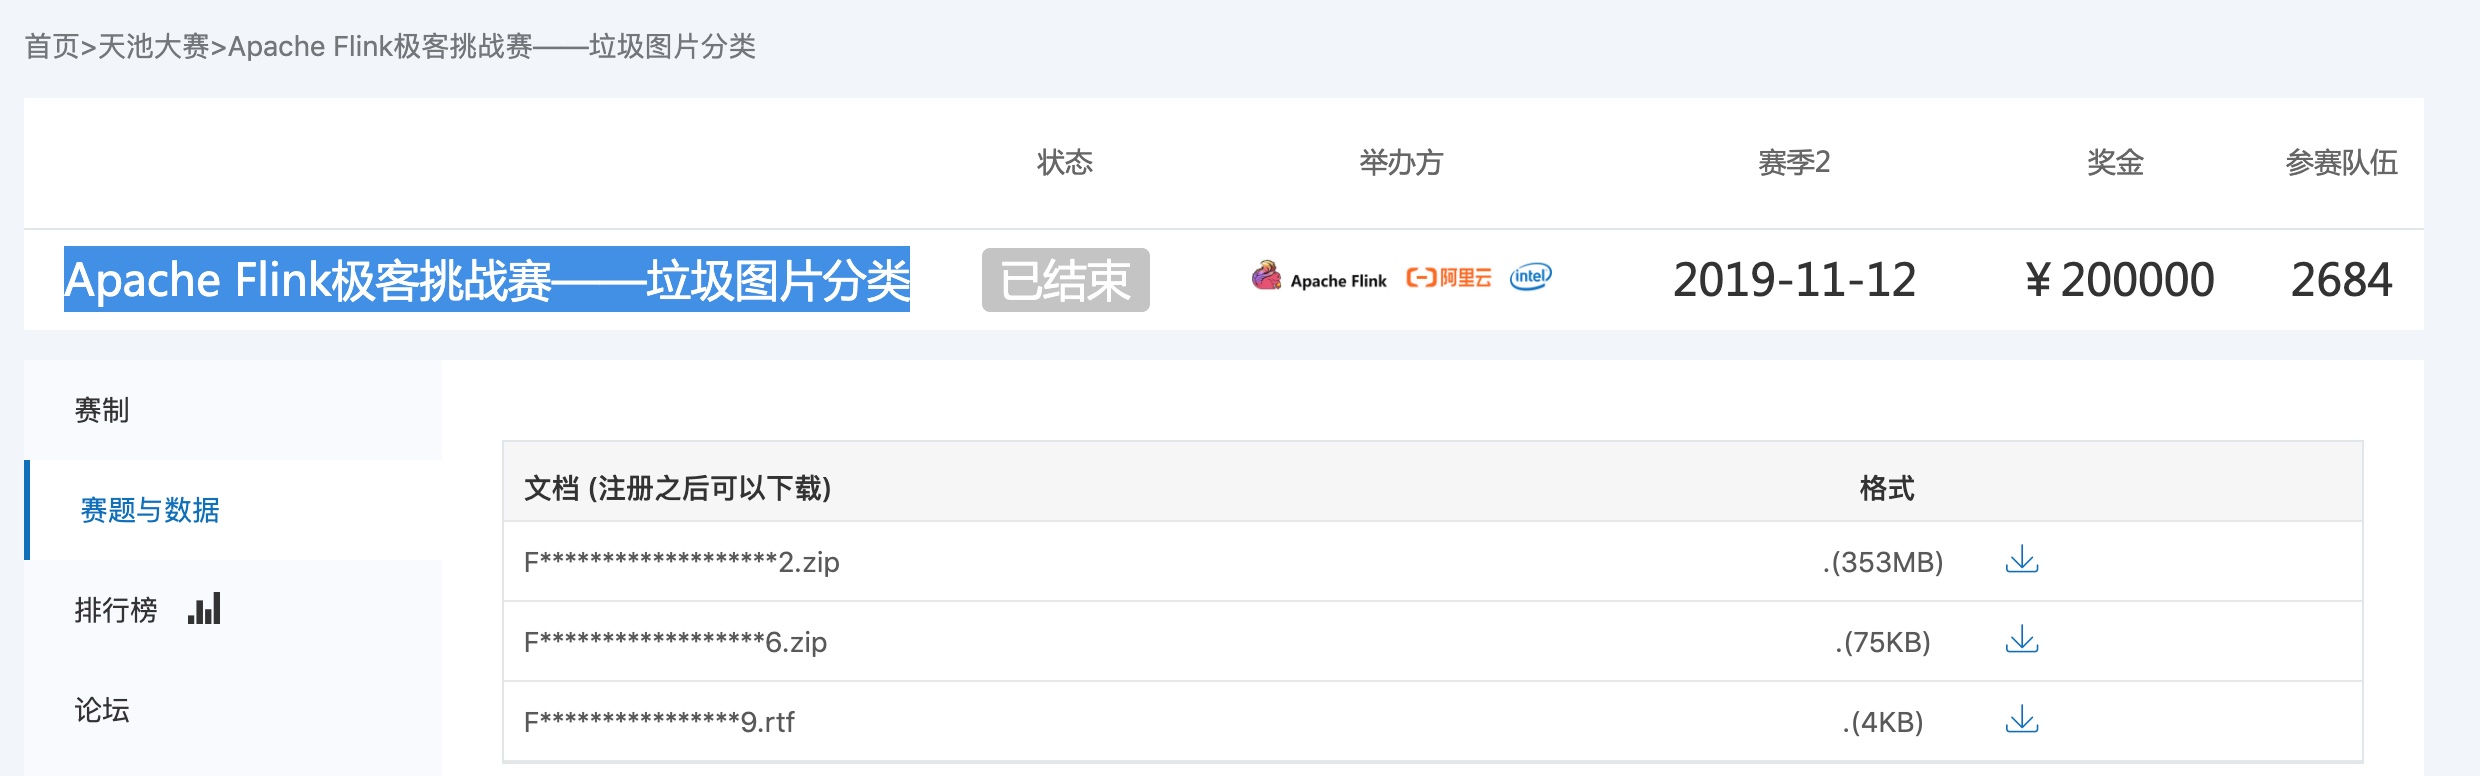 首页>天池大赛>Apache Flink极客挑战赛——垃圾图片分类
状态 举办方 赛季2 奖金 参赛队伍
Apache Flink极客挑战赛——垃圾图片分类 已结束 Apache Flink 阿里云 intel 2019-11-12 ¥200000 2684
赛制
赛题与数据
排行榜
论坛
文档 (注册之后可以下载) 格式
F*******************2.zip .(353MB)
F******************6.zip .(75KB)
F****************9.rtf .(4KB)